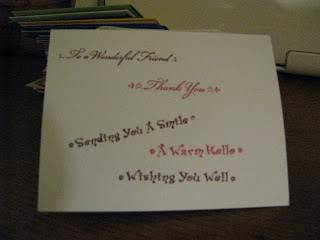 To a Wonderful Friend
Thank You
Sending You A Smile
A Warm Hello
Wishing You Well